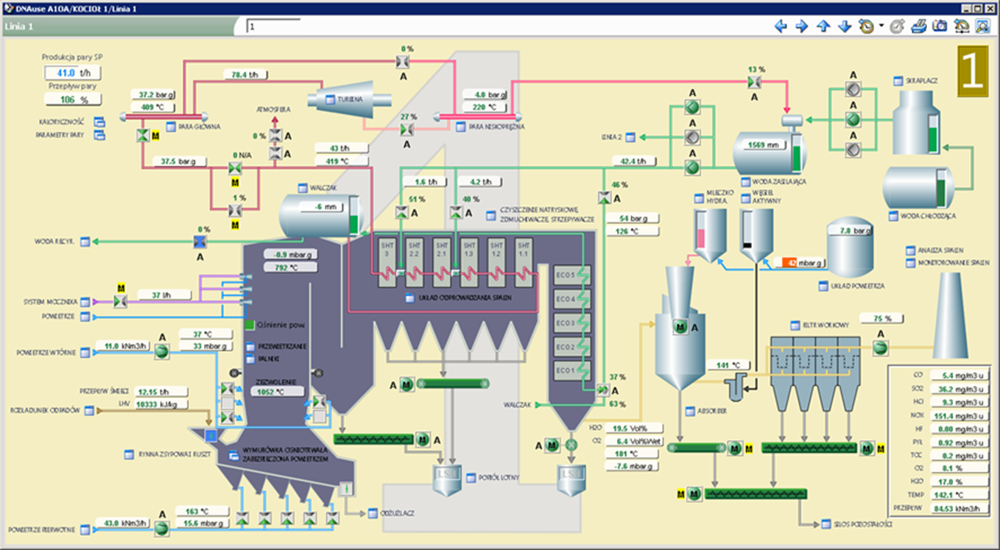 DNAuse A1OA/KOCIOŁ 1/Linia 1
Linia 1
1
1
Produkcja pary SP
41.0 t/h
Przepływ pary
106 %
KALORYCZNOŚĆ
PARAMETRY PARY
37.2 bar g
409 °C
PARA GŁÓWNA
M
78.4 t/h
TURBINA
0 %
A
27 %
A
4.0 bar g
220 °C
PARA NISKOPRĘŻNA
13 %
A
ATMOSFERA
0 %
A
A
37.5 bar g
0 N/A
M
1 %
M
43 t/h
419 °C
WALCZAK
-6 mm
1.6 t/h
4.2 t/h
51 %
A
40 %
A
CZYSZCZENIE NATRYSKOWE,
ZDMUCHIWACZE, STRZEPYWACZE
LINIA 2
42.4 t/h
A
A
A
1569 mm
WODA ZASILAJĄCA
A
A
A
SKRAPLACZ
WODA CHŁODZĄCA
46 %
A
54 bar g
126 °C
MLECZKO
HYDRA.
WĘGIEL
AKTYWNY
7.8 bar g
42 mbar g
UKŁAD POWIETRZA
ANALIZA SPALIN
MONITOROWANIE SPALIN
WODA RECYR.
0 %
A
-0.9 mbar g
792 °C
SHT 3
SHT 2.2
SHT 2.1
SHT 1.3
SHT 1.2
SHT 1.1
UKŁAD ODPROWADZANIA SPALIN
ECO 5
ECO 4
ECO 3
ECO 2
ECO 1
SYSTEM MOCZNIKA
M
37 l/h
POWIETRZE
Ciśnienie pow.
PRZEWIETRZANIE
PALNIKI
POWIETRZE WTÓRNE
11.0 kNm3/h
A
37 °C
33 mbar g
ZEZWOLENIE
1052 °C
PRZEPŁYW ŚMIECI
12.15 t/h
LHV
10333 kJ/kg
ROZŁADUNEK ODPADÓW
RYNNA ZSYPOWA I RUSZT
WYMURÓWKA OGNIOTRWAŁA
ZABEZPIECZONA POWIETRZEM
A
M
M
A
LS1
POPIÓŁ LOTNY
WALCZAK
37 %
A
63 %
A
M
LS1
H2O
19.5 Vol%
O2
6.4 Vol%Wet
181 °C
-7.6 mbar g
M
A
ABSORBER
141 °C
FILTR WORKOWY
75 %
A
M
M
M
M
M
M
SILOS POZOSTAŁOŚCI
CO
5.4 mg/m3 u
SO2
36.2 mg/m3 u
HCl
9.3 mg/m3 u
NOX
151.4 mg/m3 u
HF
0.00 mg/m3 u
PYŁ
0.92 mg/m3 u
TOC
0.2 mg/m3 u
O2
8.1 %
H2O
17.0 %
TEMP
142.1 °C
PRZEPŁYW
84.53 kNm3/h
ODŻUŻLACZ
POWIETRZE PIERWOTNE
43.0 kNm3/h
A
163 °C
15.6 mbar g